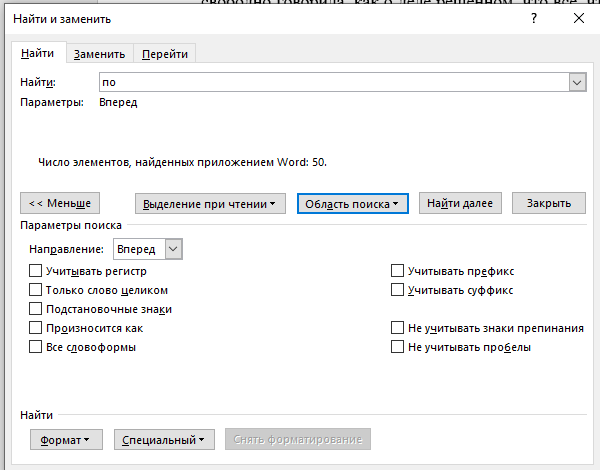 свободно говорила, как о деле решенном, что все, чт
Найти и заменить
?
Найти Заменить Перейти
Найти: по
Параметры: Вперед
Число элементов, найденных приложением Word: 50.
<< Меньше Выделение при чтении Область поиска Найти далее Закрыть
Параметры поиска
Направление: Вперед
Учитывать регистр Учитывать префикс
Только слово целиком Учитывать суффикс
Подстановочные знаки
Произносится как Не учитывать знаки препинания
Все словоформы Не учитывать пробелы
Найти
Формат Специальный Снять форматирование